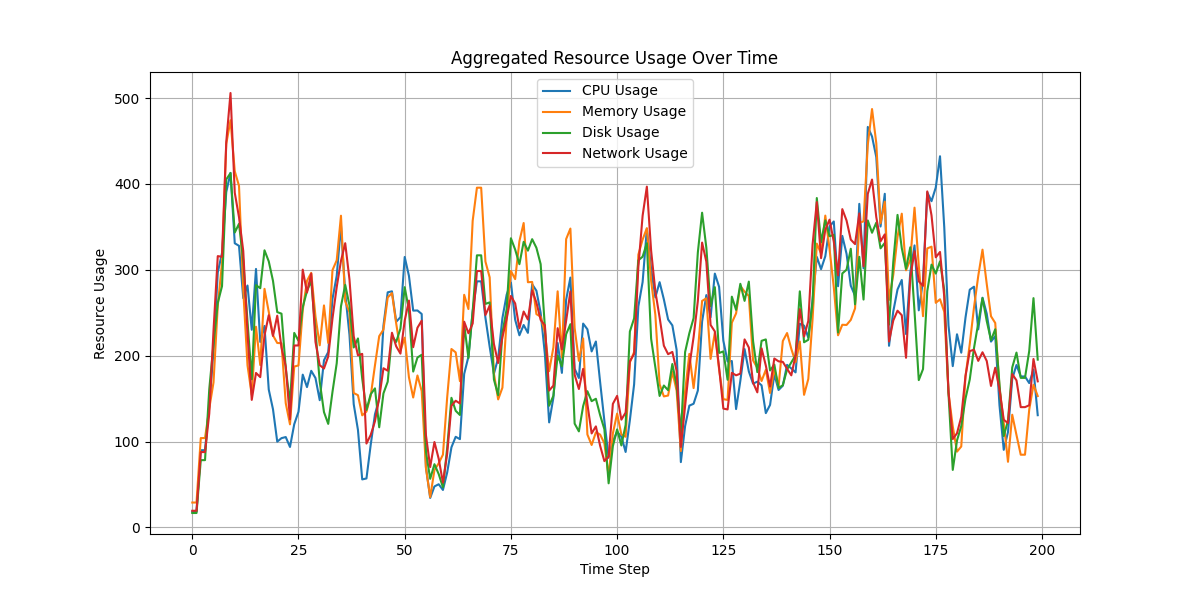 Aggregated Resource Usage Over Time
CPU Usage
Memory Usage
Disk Usage
Network Usage
Resource Usage
500
400
300
200
100
0
0 25 50 75 100 125 150 175 200
Time Step